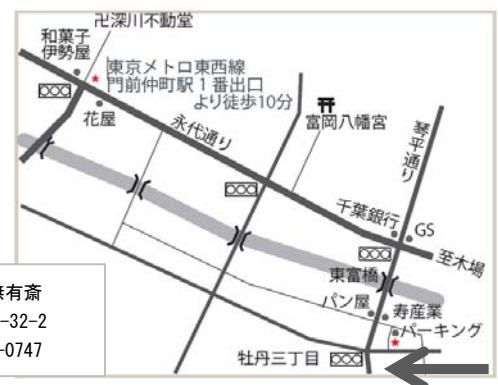 卍深川不動堂
和菓子
伊勢屋
東京メトロ東西線
門前仲町駅1番出口
より徒歩10分
花屋
永代通り
富岡八幡宮
琴平通り
千葉銀行
GS
至木場
東富橋
パン屋
寿産業
パーキング
牡丹三丁目
無有斎
-32-2
-0747